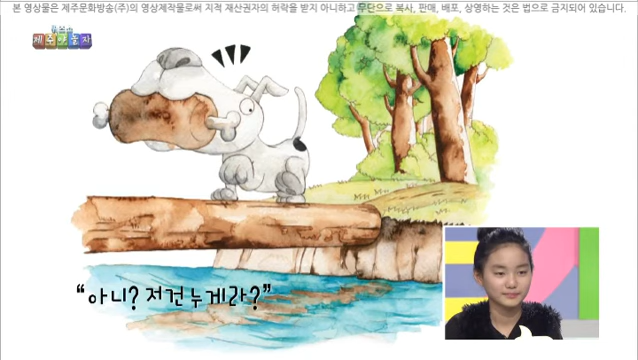 본 영상물은 제주문화방송(주)의 영상제작물로써 지적 재산권자의 허락을 받지 아니하고 무단으로 복사, 판매, 배포, 상영하는 것은 법으로 금지되어 있습니다.
“아니? 저건 누게라?”